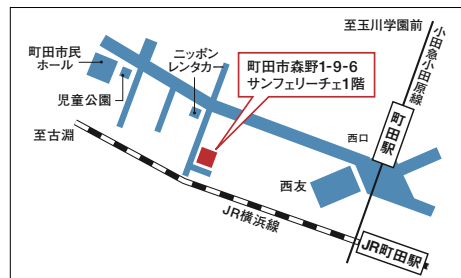 至玉川学園前
小田急小田原線
町田市民
ホール
ニッポン
レンタカー
町田市森野1-9-6
サンフェリーチェ1階
児童公園
至古淵
西口
町田駅
西友
JR横浜線
JR町田駅